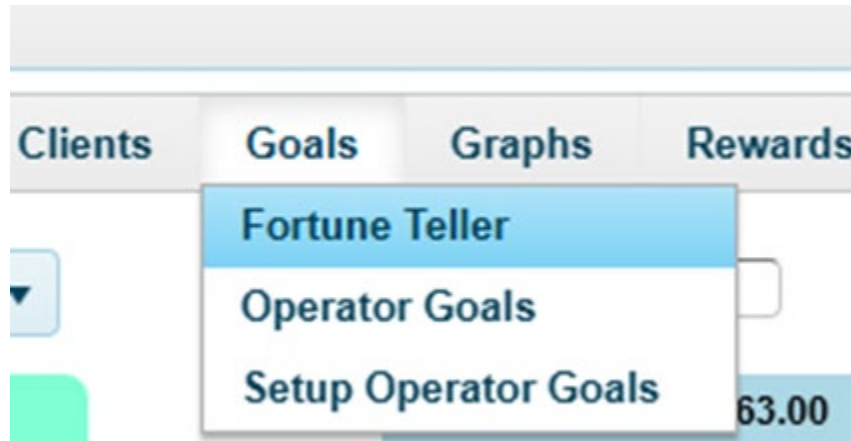 Clients Goals Graphs Rewards
Fortune Teller
Operator Goals
Setup Operator Goals
63.00